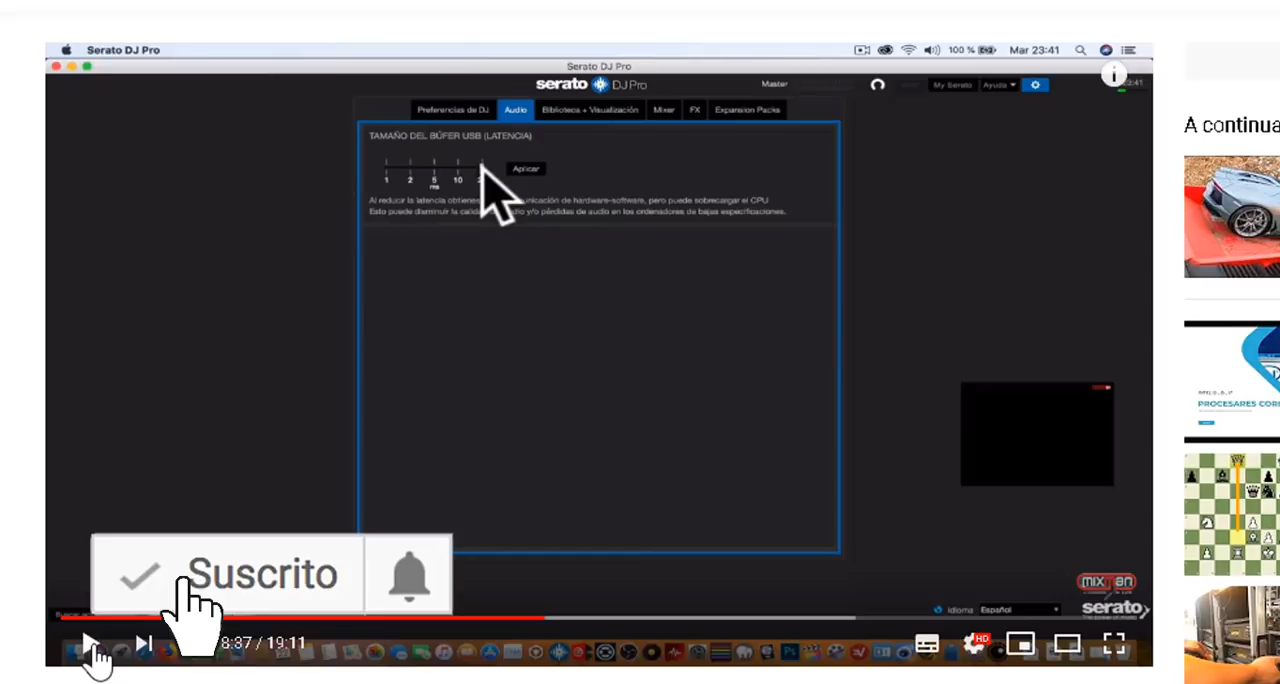 Serato DJ Pro
100 %
Mar 23:41
Serato DJ Pro
serato DJ Pro
Master
My Serato
Ayuda
Preferencias de DJ
Audio
Biblioteca + Visualización
Mixer
FX
Expansion Packs
TAMAÑO DEL BÚFER USB (LATENCIA)
1 2 5 10
ms
Aplicar
Al reducir la latencia de hardware-software, pero puede sobrecargar el CPU
Esto puede disminuir la y/o pérdidas de audio en los ordenadores de bajas especificaciones.
Suscrito
Idioma
Español
serato
8:37 / 19:11
HD
A continua
PROCESARES COR